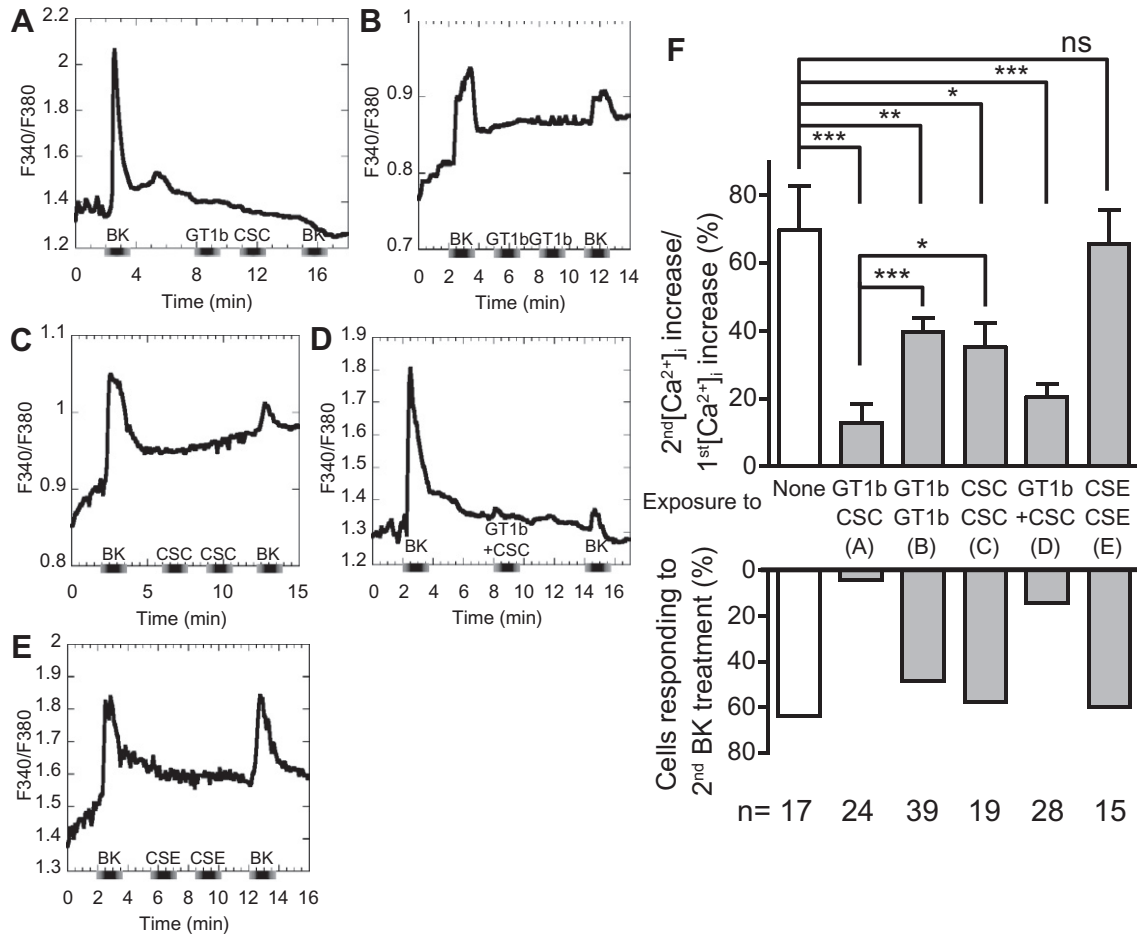 A
F340/F380
2.2
2
1.8
1.6
1.4
1.2
BK GT1b CSC BK
0 4 8 12 16
Time (min)
B
F340/F380
1
0.9
0.8
0.7
BK GT1b GT1b BK
0 2 4 6 8 10 12 14
Time (min)
C
F340/F380
1.1
1
0.9
0.8
BK CSC CSC BK
0 5 10 15
Time (min)
D
F340/F380
1.9
1.8
1.7
1.6
1.5
1.4
1.3
1.2
GT1b
BK +CSC BK
0 2 4 6 8 10 12 14 16
Time (min)
E
F340/F380
2
1.9
1.8
1.7
1.6
1.5
1.4
1.3
BK CSE CSE BK
0 2 4 6 8 10 12 14 16
Time (min)
F
ns
***
*
**
***
*
***
2nd[Ca2+]i increase/
1st[Ca2+]i increase (%)
80
60
40
20
0
Exposure to
None GT1b GT1b CSC GT1b CSE
CSC GT1b CSC +CSC CSE
(A) (B) (C) (D) (E)
Cells responding to
2nd BK treatment (%)
0
20
40
60
80
n= 17 24 39 19 28 15